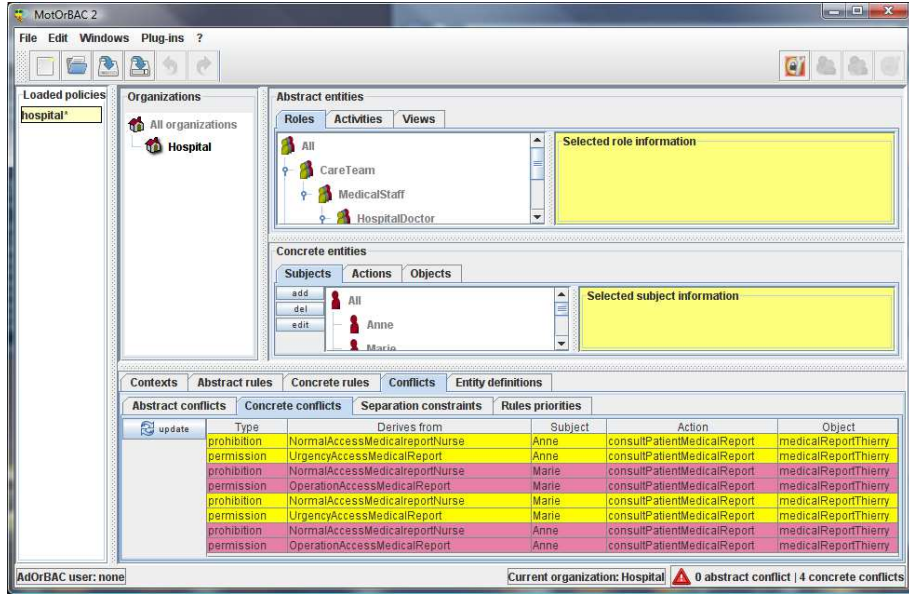 MotOrBAC 2
File Edit Windows Plug-ins ?
Loaded policies
hospital*
Organizations
All organizations
Hospital
Abstract entities
Roles Activities Views
All
CareTeam
MedicalStaff
HospitalDoctor
Selected role information
Concrete entities
Subjects Actions Objects
add
del
edit
All
Anne
Marie
Selected subject information
Contexts Abstract rules Concrete rules Conflicts Entity definitions
Abstract conflicts Concrete conflicts Separation constraints Rules priorities
update
Type Derives from Subject Action Object
prohibition NormalAccessMedicalreportNurse Anne consultPatientMedicalReport medicalReportThierry
permission UrgencyAccessMedicalReport Anne consultPatientMedicalReport medicalReportThierry
prohibition NormalAccessMedicalreportNurse Marie consultPatientMedicalReport medicalReportThierry
permission OperationAccessMedicalReport Marie consultPatientMedicalReport medicalReportThierry
prohibition NormalAccessMedicalreportNurse Marie consultPatientMedicalReport medicalReportThierry
permission UrgencyAccessMedicalReport Marie consultPatientMedicalReport medicalReportThierry
prohibition NormalAccessMedicalreportNurse Anne consultPatientMedicalReport medicalReportThierry
permission OperationAccessMedicalReport Anne consultPatientMedicalReport medicalReportThierry
AdOrBAC user: none
Current organization: Hospital
0 abstract conflict | 4 concrete conflicts